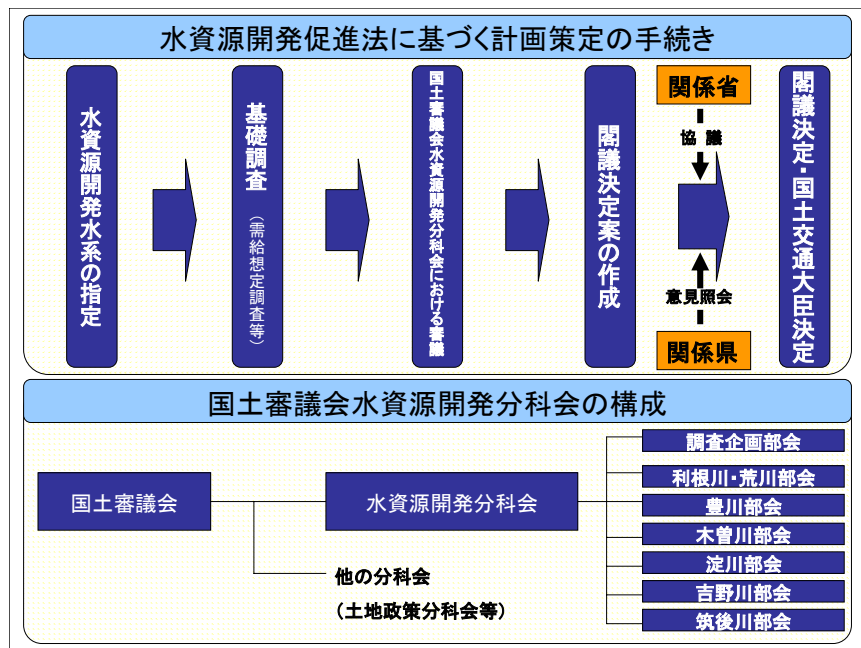 水資源開発促進法に基づく計画策定の手続き
水資源開発水系の指定
基礎調査
（需給想定調査等）
国土審議会水資源開発分科会における審議
閣議決定案の作成
関係省
協 議
意見照会
関係県
閣議決定・国土交通大臣決定
国土審議会水資源開発分科会の構成
国土審議会
水資源開発分科会
他の分科会
（土地政策分科会等）
調査企画部会
利根川・荒川部会
豊川部会
木曽川部会
淀川部会
吉野川部会
筑後川部会